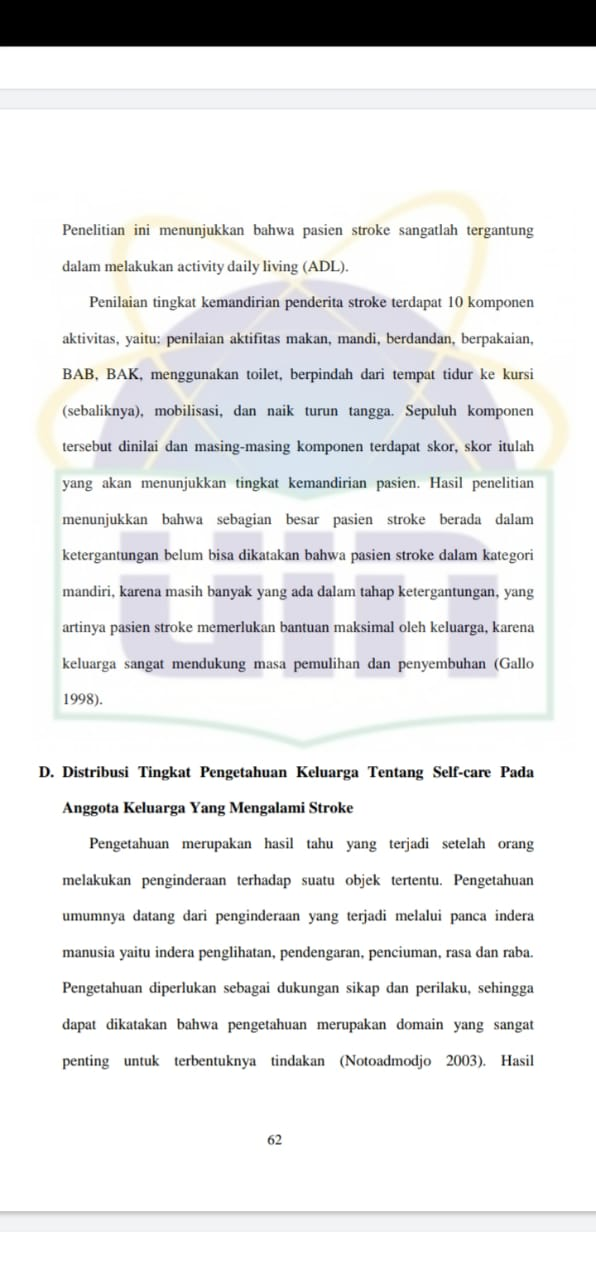 Penelitian ini menunjukkan bahwa pasien stroke sangatlah tergantung
dalam melakukan activity daily living (ADL).
Penilaian tingkat kemandirian penderita stroke terdapat 10 komponen
aktivitas, yaitu: penilaian aktifitas makan, mandi, berdandan, berpakaian,
BAB, BAK, menggunakan toilet, berpindah dari tempat tidur ke kursi
(sebaliknya), mobilisasi, dan naik turun tangga. Sepuluh komponen
tersebut dinilai dan masing-masing komponen terdapat skor, skor itulah
yang akan menunjukkan tingkat kemandirian pasien. Hasil penelitian
menunjukkan bahwa sebagian besar pasien stroke berada dalam
ketergantungan belum bisa dikatakan bahwa pasien stroke dalam kategori
mandiri, karena masih banyak yang ada dalam tahap ketergantungan, yang
artinya pasien stroke memerlukan bantuan maksimal oleh keluarga, karena
keluarga sangat mendukung masa pemulihan dan penyembuhan (Gallo
1998).
uin
D. Distribusi Tingkat Pengetahuan Keluarga Tentang Self-care Pada
Anggota Keluarga Yang Mengalami Stroke
Pengetahuan merupakan hasil tahu yang terjadi setelah orang
melakukan penginderaan terhadap suatu objek tertentu. Pengetahuan
umumnya datang dari penginderaan yang terjadi melalui panca indera
manusia yaitu indera penglihatan, pendengaran, penciuman, rasa dan raba.
Pengetahuan diperlukan sebagai dukungan sikap dan perilaku, sehingga
dapat dikatakan bahwa pengetahuan merupakan domain yang sangat
penting untuk terbentuknya tindakan (Notoadmodjo 2003). Hasil
62